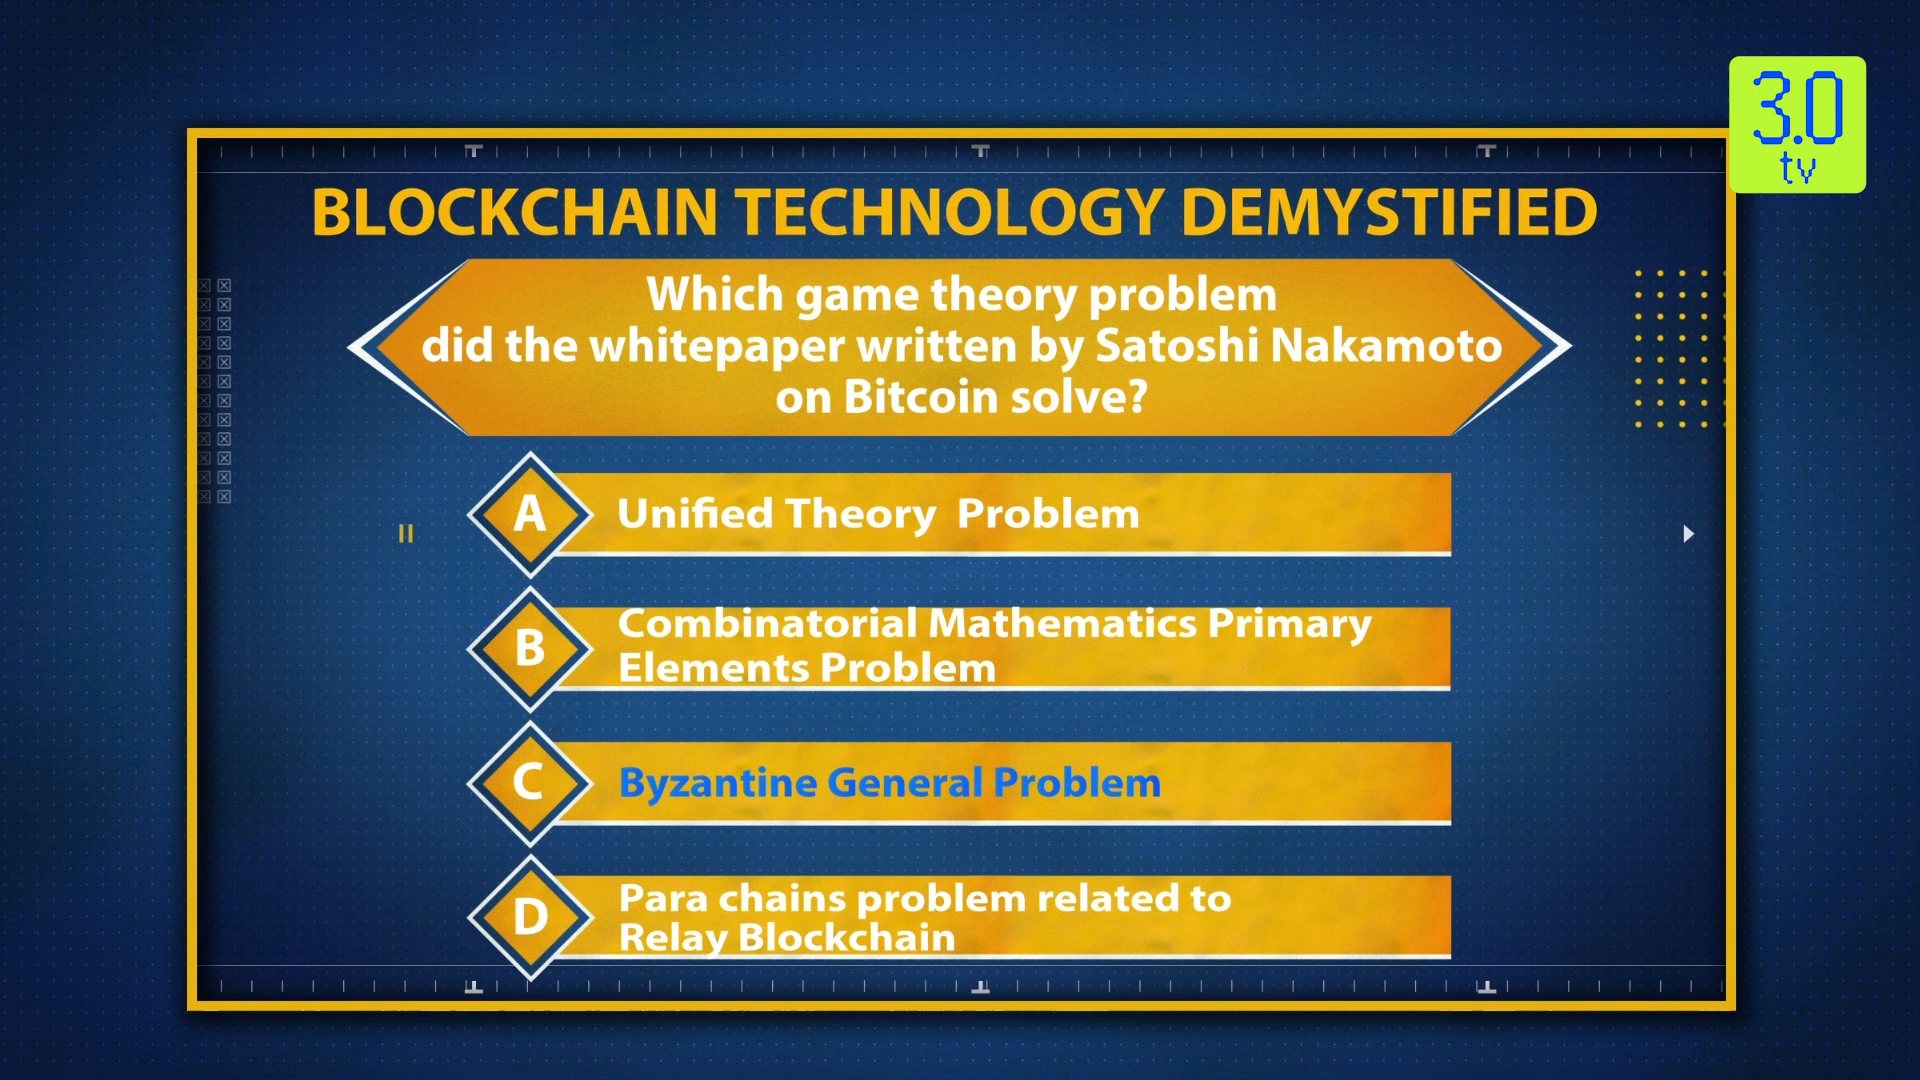 3.0
tv
BLOCKCHAIN TECHNOLOGY DEMYSTIFIED
Which game theory problem
did the whitepaper written by Satoshi Nakamoto
on Bitcoin solve?
A Unified Theory Problem
B Combinatorial Mathematics Primary
Elements Problem
C Byzantine General Problem
D Para chains problem related to
Relay Blockchain